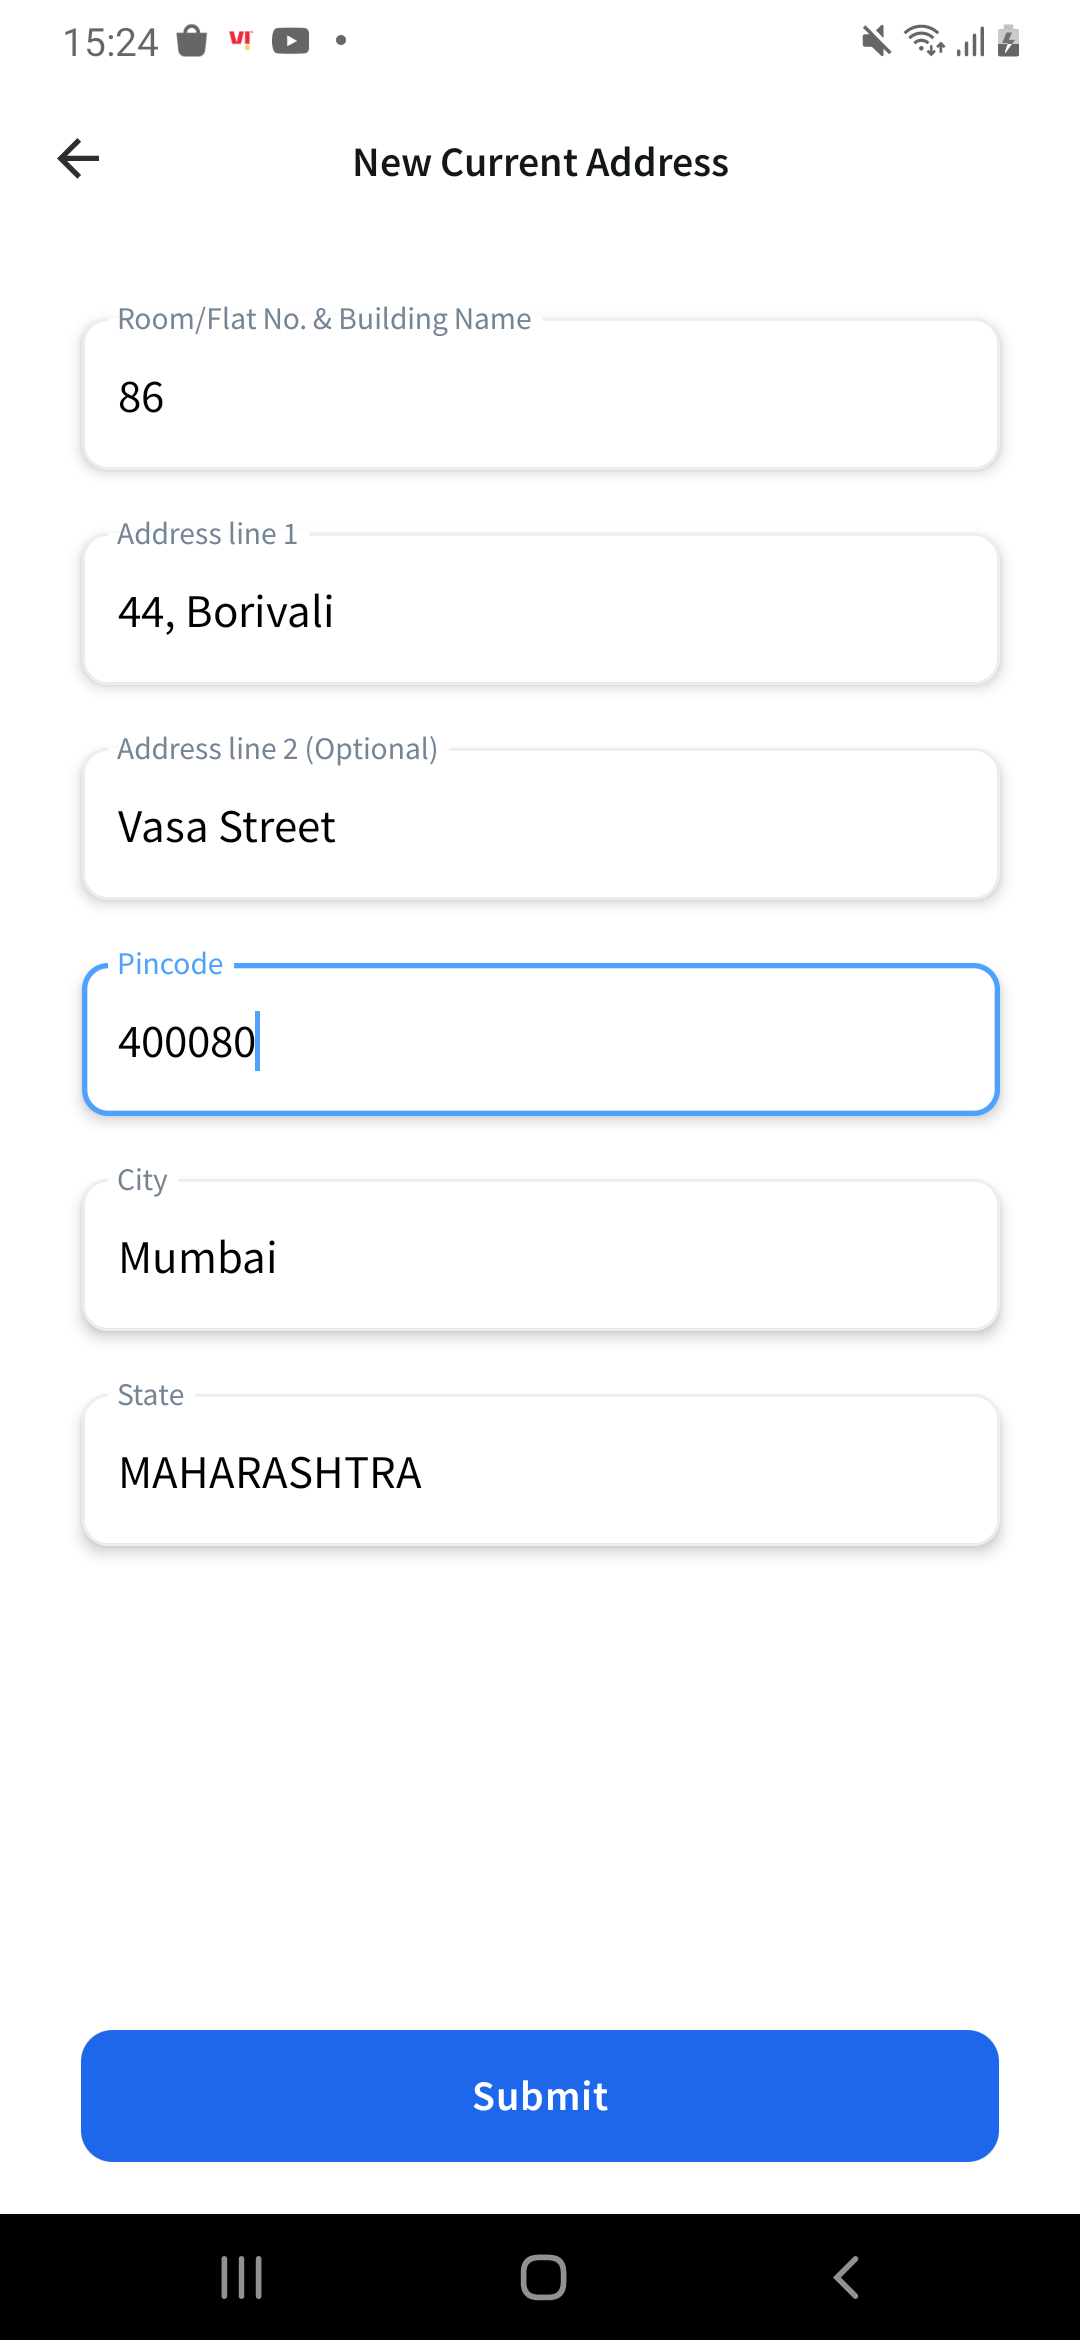 15:24
VI!
New Current Address
Room/Flat No. & Building Name
86
Address line 1
44, Borivali
Address line 2 (Optional)
Vasa Street
Pincode
400080
City
Mumbai
State
MAHARASHTRA
Submit